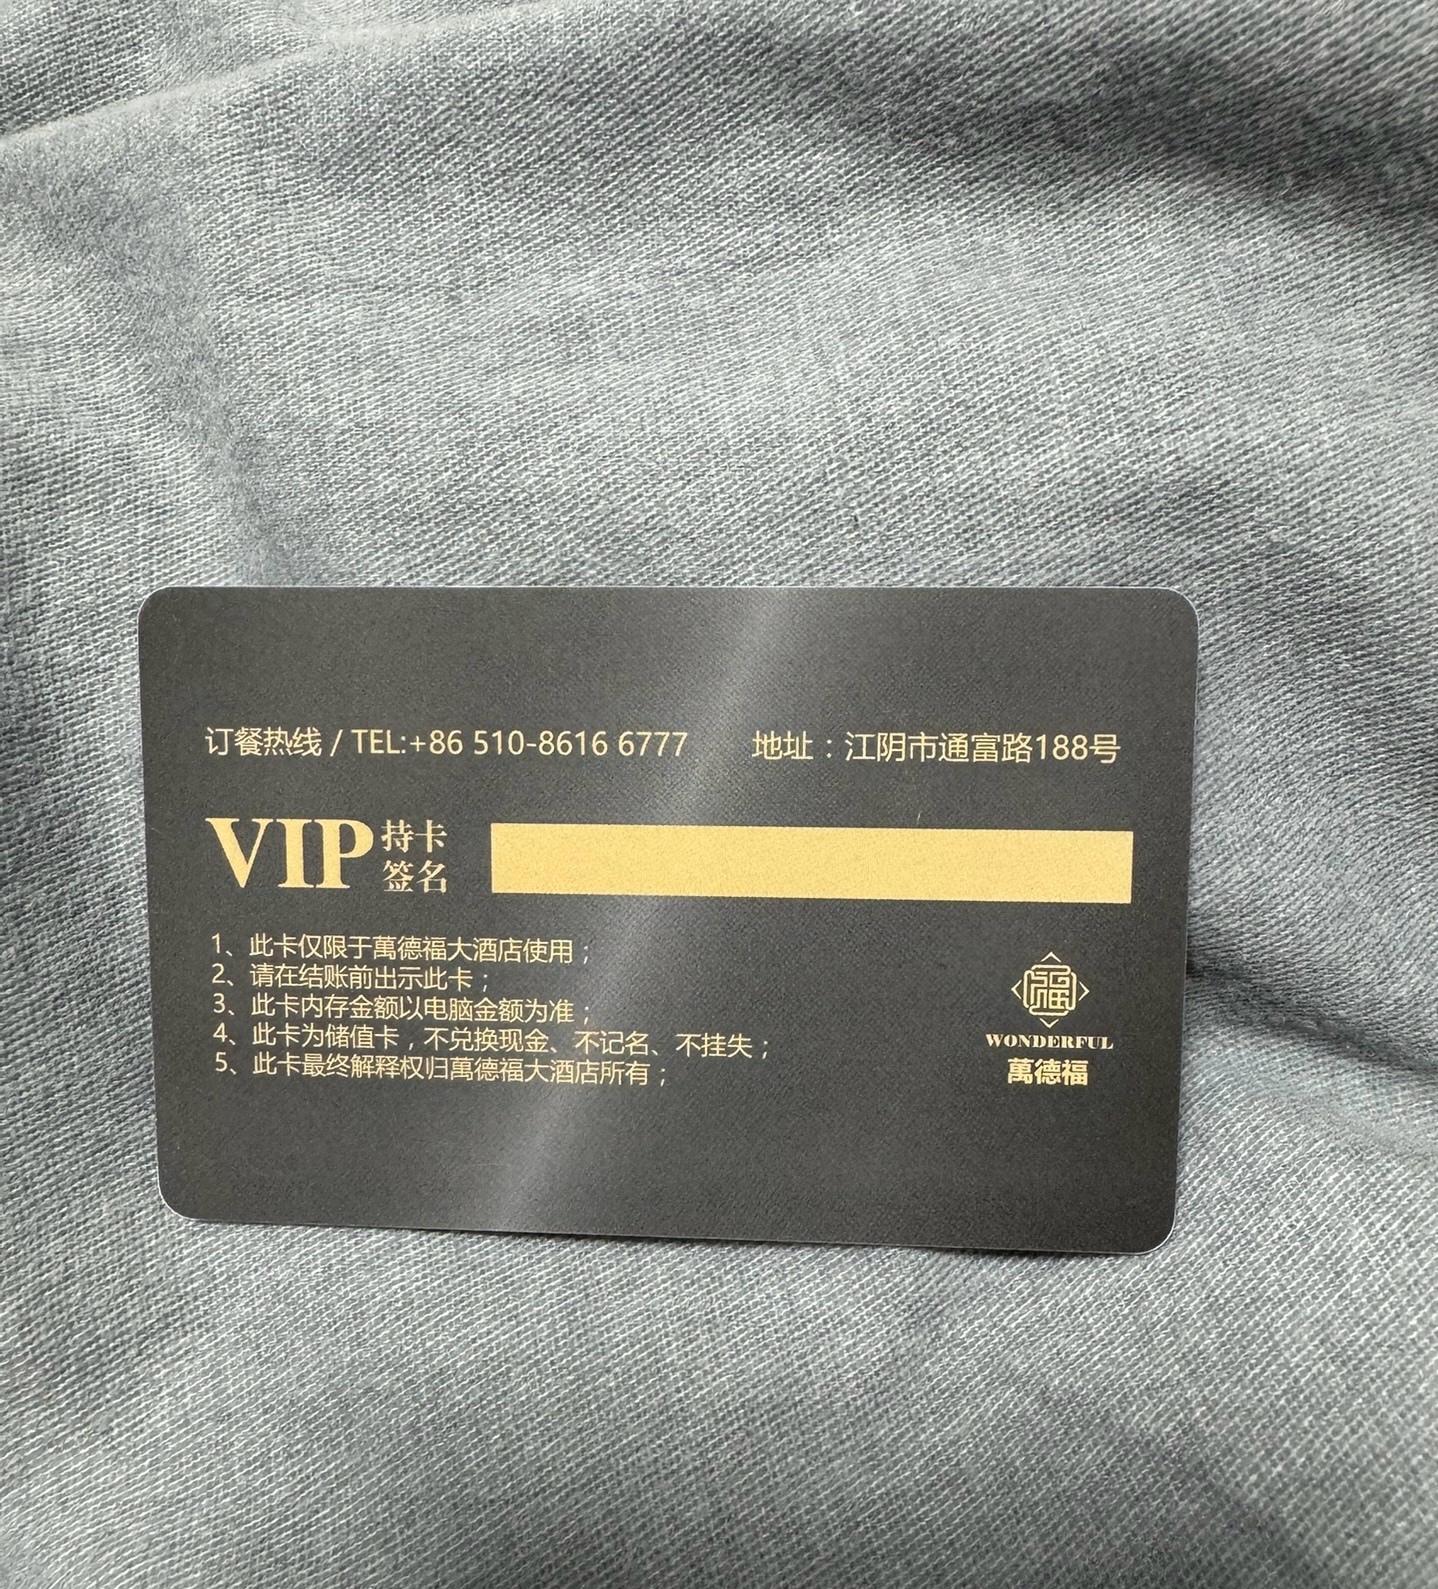 订餐热线 / TEL:+86 510-8616 6777 地址：江阴市通富路188号
VIP 持卡签名
1、此卡仅限于萬德福大酒店使用；
2、请在结账前出示此卡；
3、此卡内存金额以电脑金额为准；
4、此卡为储值卡，不兑换现金、不记名、不挂失；
5、此卡最终解释权归萬德福大酒店所有；
福
WONDERFUL
萬德福